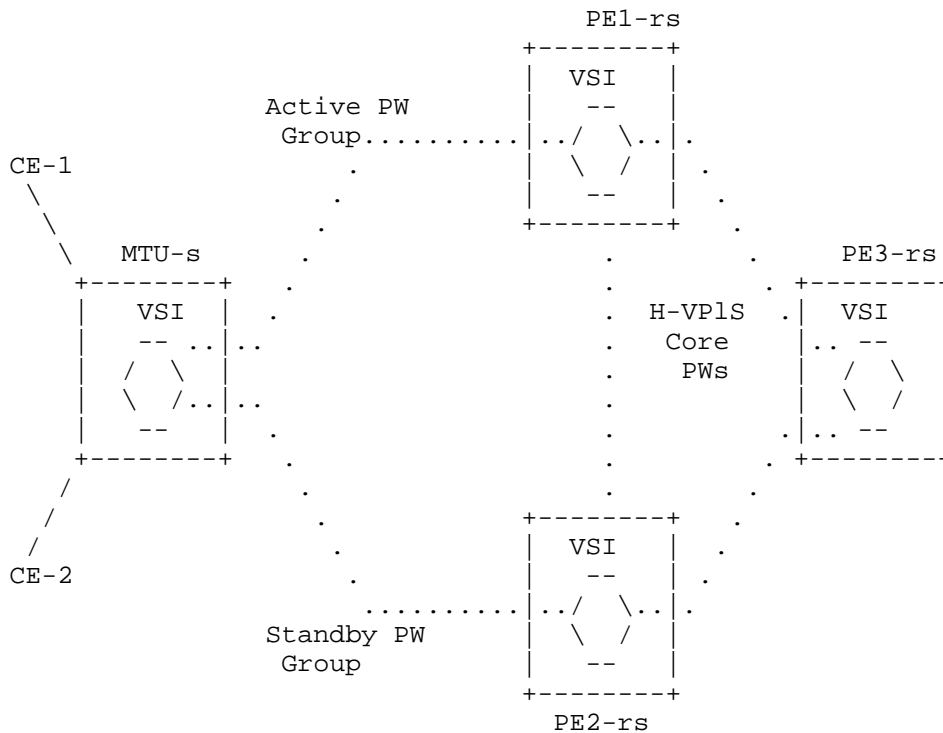 PE1-rs
VSI
Active PW
Group
CE-1
MTU-s
PE3-rs
VSI
H-VPlS
VSI
Core
PWs
VSI
CE-2
Standby PW
Group
PE2-rs